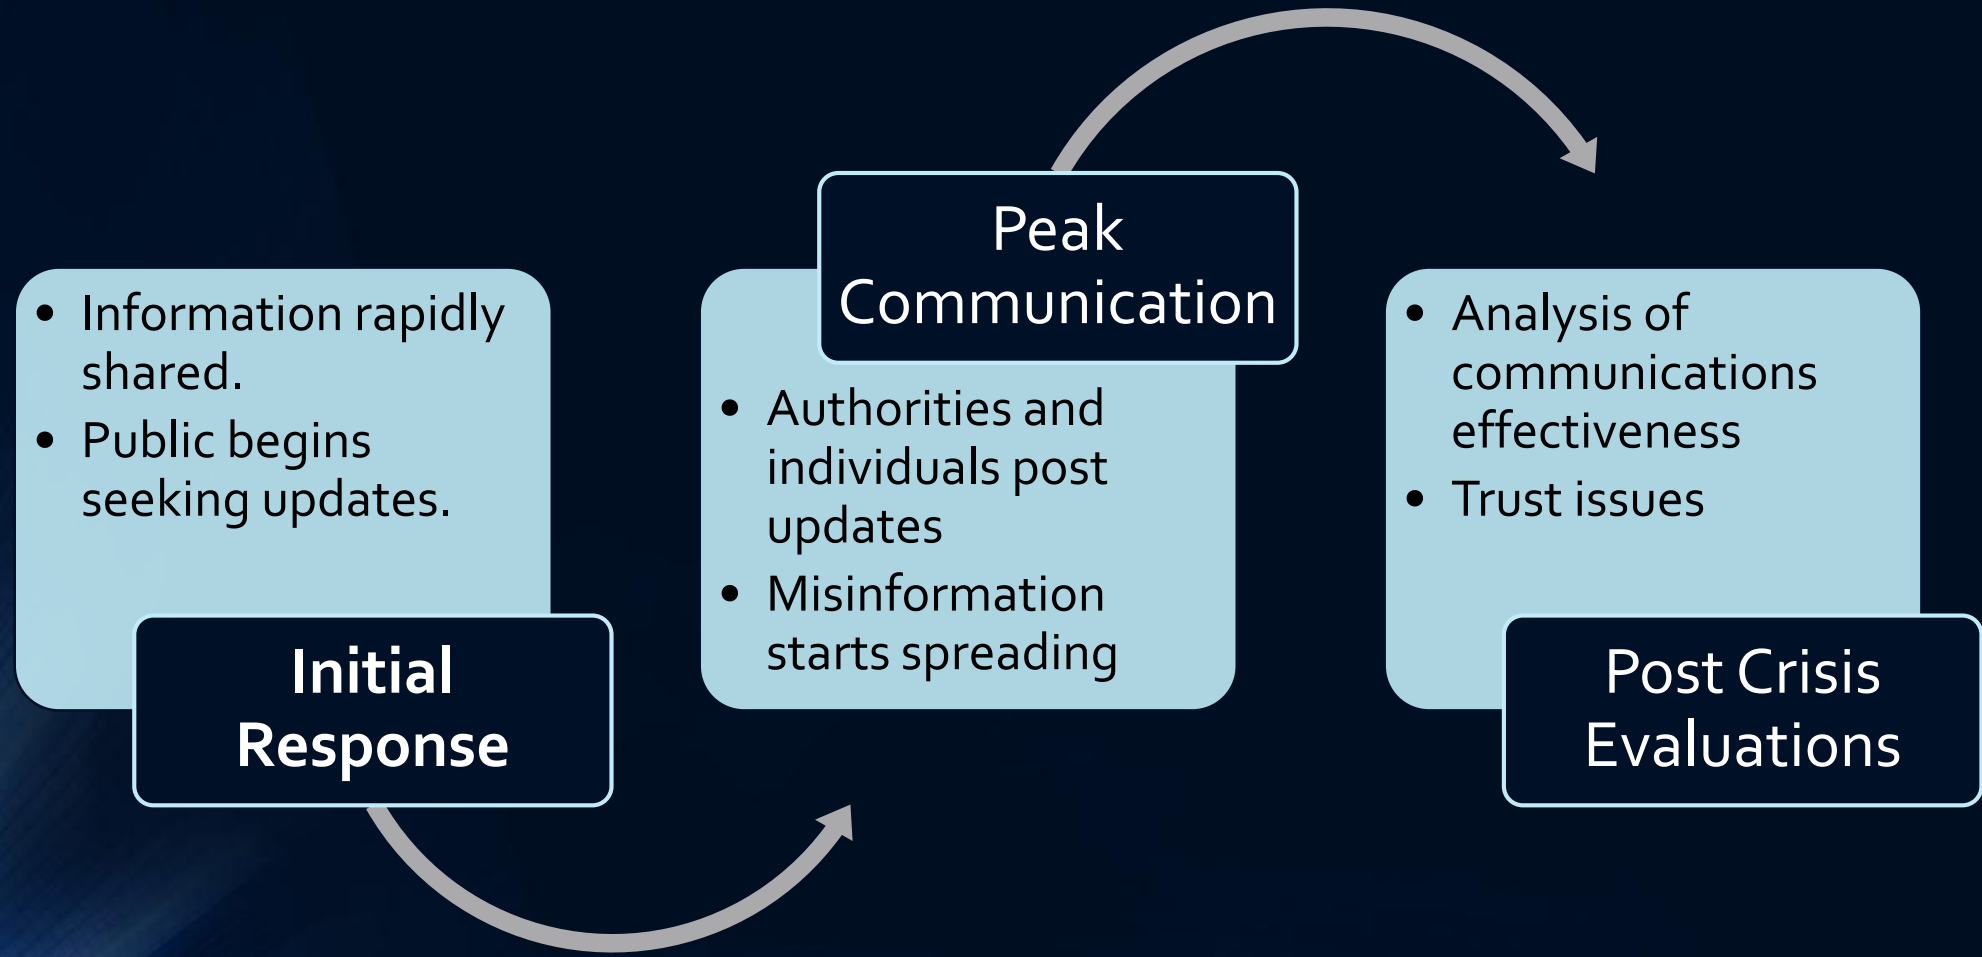 • Information rapidly
shared.
• Public begins
seeking updates.
Initial
Response
Peak
Communication
• Authorities and
individuals post
updates
• Misinformation
starts spreading
• Analysis of
communications
effectiveness
• Trust issues
Post Crisis
Evaluations